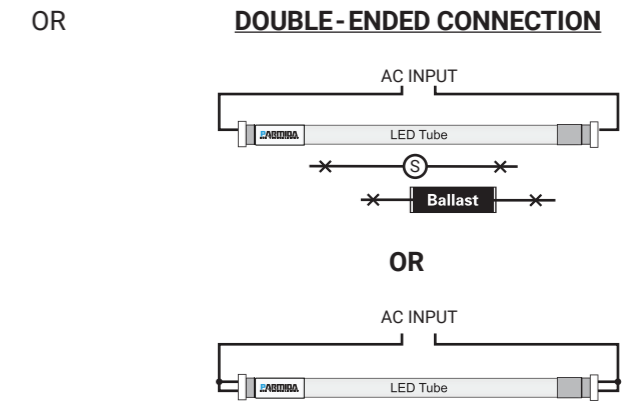 OR DOUBLE-ENDED CONNECTION
AC INPUT
LED Tube
S
Ballast
OR
AC INPUT
LED Tube